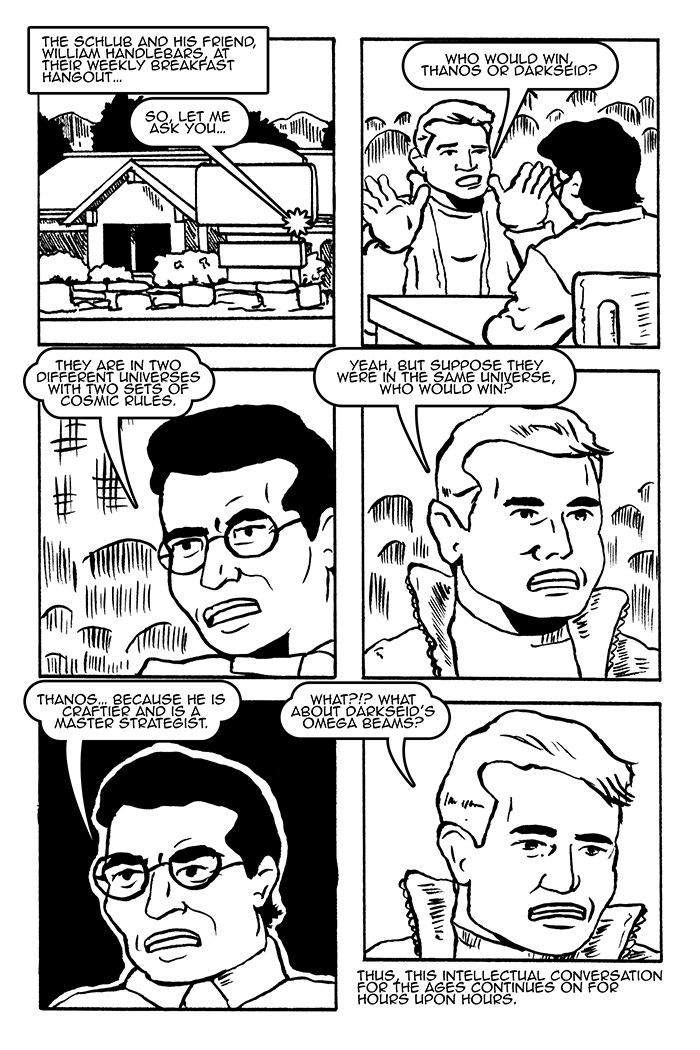 THE SCHLUB AND HIS FRIEND,
WILLIAM HANDLEBARS, AT
THEIR WEEKLY BREAKFAST
HANGOUT...
SO, LET ME
ASK YOU...
WHO WOULD WIN,
THANOS OR DARKSEID?
THEY ARE IN TWO
DIFFERENT UNIVERSES
WITH TWO SETS OF
COSMIC RULES.
YEAH, BUT SUPPOSE THEY
WERE IN THE SAME UNIVERSE,
WHO WOULD WIN?
THANOS... BECAUSE HE IS
CRAFTIER AND IS A
MASTER STRATEGIST.
WHAT?!? WHAT
ABOUT DARKSEID'S
OMEGA BEAMS?
THUS, THIS INTELLECTUAL CONVERSATION
FOR THE AGES CONTINUES ON FOR
HOURS UPON HOURS.